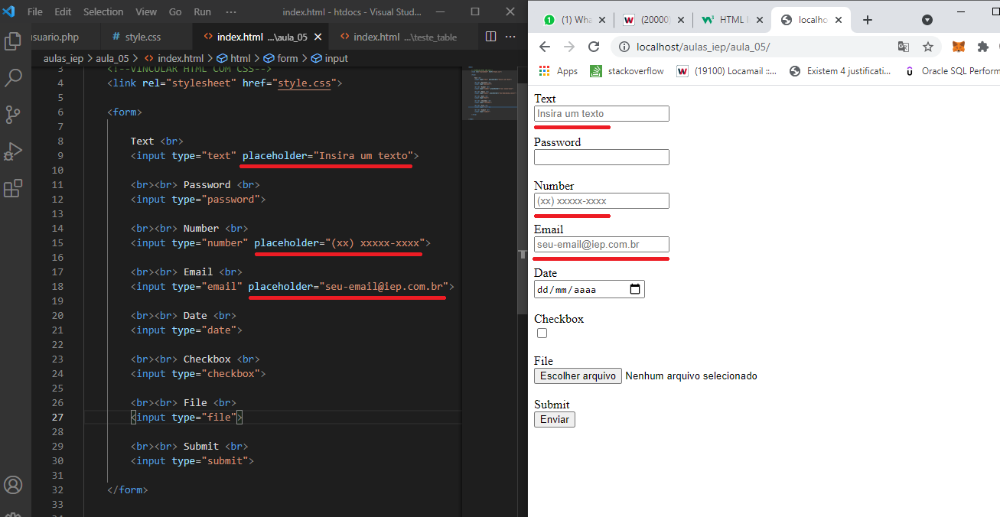 File Edit Selection View Go Run ··· index.html - htdocs - Visual Stud...
usuario.php # style.css <> index.html ...\aula_05 <> index.html ...\teste_table ···
aulas_iep > aula_05 > <> index.html > html > form > input
3 <!--VINCULAR HTML COM CSS-->
4 <link rel="stylesheet" href="style.css">
5
6 <form>
7
8 Text <br>
9 <input type="text" placeholder="Insira um texto">
10
11 <br><br> Password <br>
12 <input type="password">
13
14 <br><br> Number <br>
15 <input type="number" placeholder="(xx) xxxxx-xxxx">
16
17 <br><br> Email <br>
18 <input type="email" placeholder="seu-email@iep.com.br">
19
20 <br><br> Date <br>
21 <input type="date">
22
23 <br><br> Checkbox <br>
24 <input type="checkbox">
25
26 <br><br> File <br>
27 <input type="file">
28
29 <br><br> Submit <br>
30 <input type="submit">
31
32 </form>
33
T
1 (1) Wha W (20000) W3 HTML localho
localhost/aulas_iep/aula_05/
Apps stackoverflow W (19100) Locamail ::... Existem 4 justificati... Oracle SQL Perform
Text
Insira um texto
Password
Number
(xx) xxxxx-xxxx
Email
seu-email@iep.com.br
Date
dd/mm/aaaa
Checkbox
File
Escolher arquivo Nenhum arquivo selecionado
Submit
Enviar